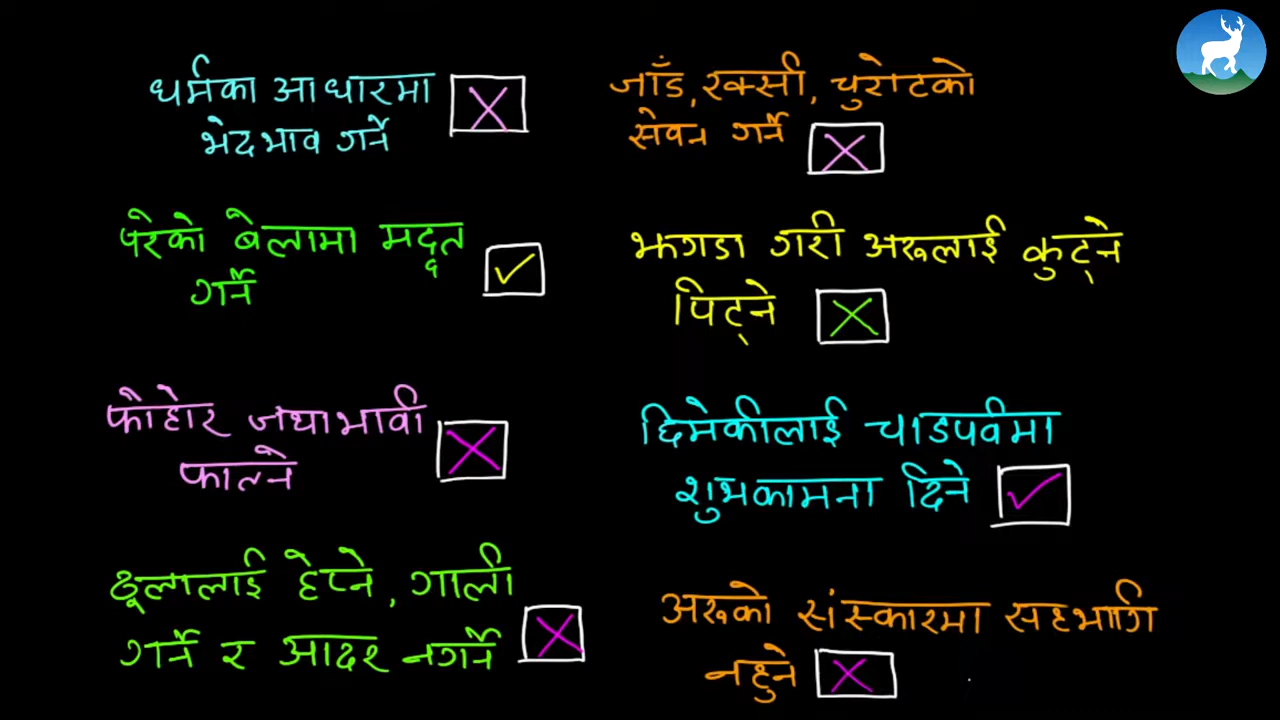 धर्मका आधारमा
भेदभाव गर्ने
परेको बेलामा मद्दत
गर्ने
फोहोर जथाभावी
फाल्ने
ठूलालाई हेप्ने, गाली
गर्ने र आदर नगर्ने
जाँड, रक्सी, चुरोटको
सेवन गर्ने
झगडा गरी अरूलाई कुट्ने
पिट्ने
छिमेकीलाई चाडपर्वमा
शुभकामना दिने
अरूको संस्कारमा सहभागि
नहुने